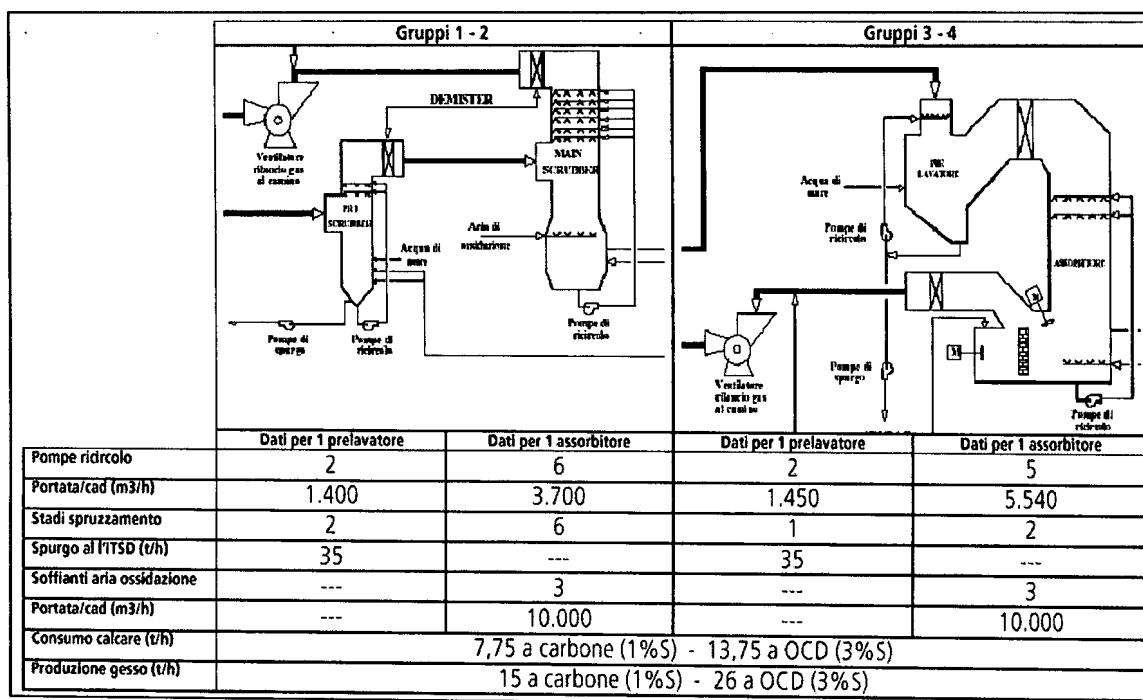 Gruppi 1 - 2
Gruppi 3 - 4
DEMISTER
Ventilatore
rilancio gas
al camino
MAIN
SCRUBBER
PRE
SCRUBBER
Aria di
ossidazione
Acqua di
mare
Pompe di
spurgo
Pompe di
ricircolo
Pompe di
ricircolo
PRE
LAVATORE
Acqua di
mare
Pompe di
ricircolo
ASSORBITORE
M
M
Ventilatore
rilancio gas
al camino
Pompe di
spurgo
Pompe di
ricircolo
Dati per 1 prelavatore Dati per 1 assorbitore Dati per 1 prelavatore Dati per 1 assorbitore
Pompe ridrcolo 2 6 2 5
Portata/cad (m3/h) 1.400 3.700 1.450 5.540
Stadi spruzzamento 2 6 1 2
Spurgo al l'ITSD (t/h) 35 --- 35 ---
Soffianti aria ossidazione --- 3 --- 3
Portata/cad (m3/h) --- 10.000 --- 10.000
Consumo calcare (t/h) 7,75 a carbone (1%S) - 13,75 a OCD (3%S)
Produzione gesso (t/h) 15 a carbone (1%S) - 26 a OCD (3%S)